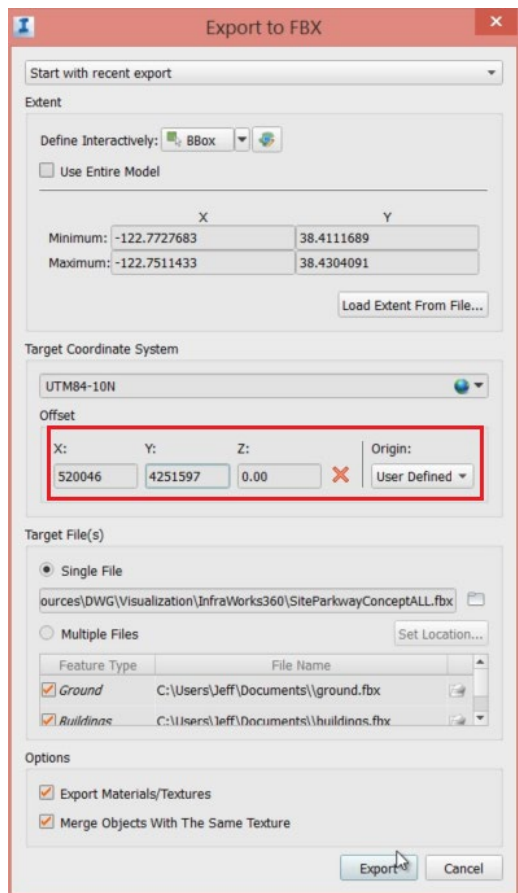 Export to FBX
Start with recent export
Extent
Define Interactively: BBox
Use Entire Model
X Y
Minimum: -122.7727683 38.4111689
Maximum: -122.7511433 38.4304091
Load Extent From File...
Target Coordinate System
UTM84-10N
Offset
X: Y: Z: Origin:
520046 4251597 0.00 User Defined
Target File(s)
Single File
ources\DWG\Visualization\InfraWorks360\SiteParkwayConceptALL.fbx
Multiple Files Set Location...
Feature Type File Name
Ground C:\Users\Jeff\Documents\\ground.fbx
Buildings C:\Users\Jeff\Documents\\buildings.fbx
Options
Export Materials/Textures
Merge Objects With The Same Texture
Export Cancel